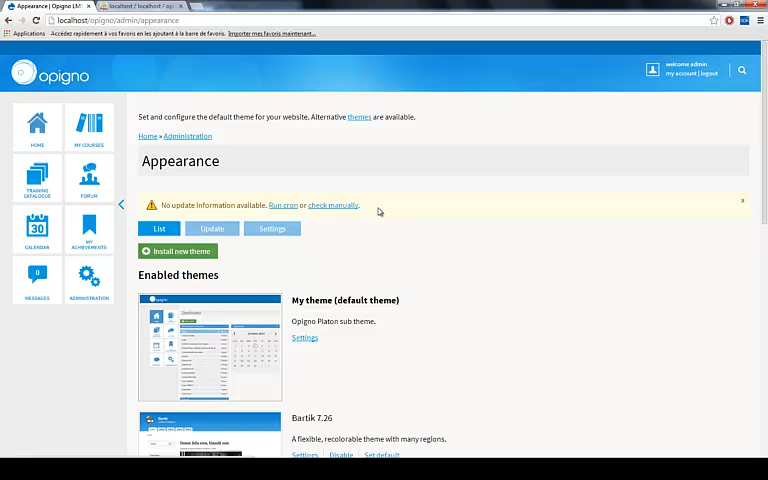 Appearance | Opigno LM
localhost / localhost / opi
localhost/opigno/admin/appearance
Applications
Accédez rapidement à vos favoris en les ajoutant à la barre de favoris.
Importer mes favoris maintenant...
opigno
welcome admin
my account | logout
HOME
MY COURSES
TRAINING CATALOGUE
FORUM
30
CALENDAR
MY ACHIEVEMENTS
0
MESSAGES
ADMINISTRATION
Set and configure the default theme for your website. Alternative themes are available.
Home » Administration
Appearance
No update information available. Run cron or check manually.
x
List
Update
Settings
Install new theme
Enabled themes
My theme (default theme)
Opigno Platon sub theme.
Settings
Bartik 7.26
A flexible, recolorable theme with many regions.
Settings
Disable
Set default